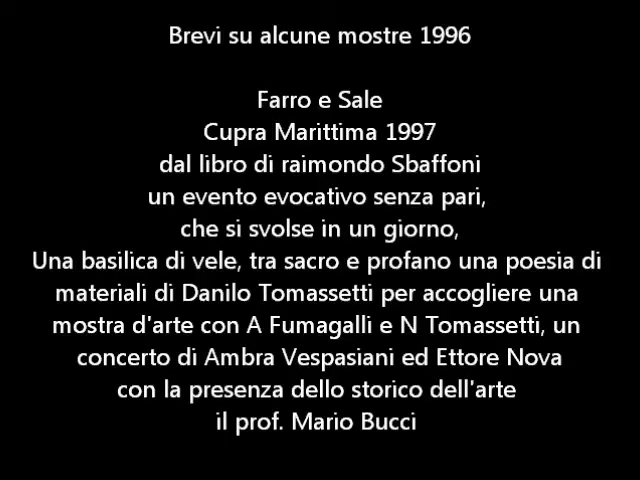 Brevi su alcune mostre 1996
Farro e Sale
Cupra Marittima 1997
dal libro di raimondo Sbaffoni
un evento evocativo senza pari,
che si svolse in un giorno,
Una basilica di vele, tra sacro e profano una poesia di
materiali di Danilo Tomassetti per accogliere una
mostra d'arte con A Fumagalli e N Tomassetti, un
concerto di Ambra Vespasiani ed Ettore Nova
con la presenza dello storico dell'arte
il prof. Mario Bucci